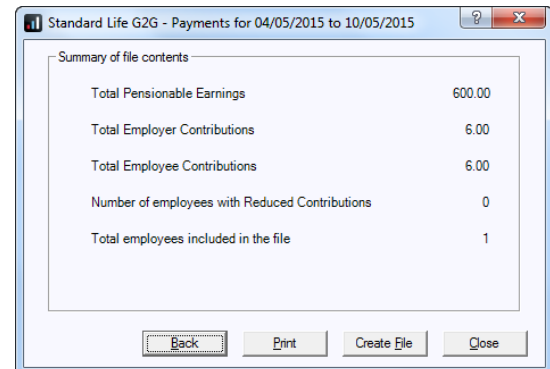 Standard Life G2G - Payments for 04/05/2015 to 10/05/2015
Summary of file contents
Total Pensionable Earnings 600.00
Total Employer Contributions 6.00
Total Employee Contributions 6.00
Number of employees with Reduced Contributions 0
Total employees included in the file 1
Back Print Create File Close